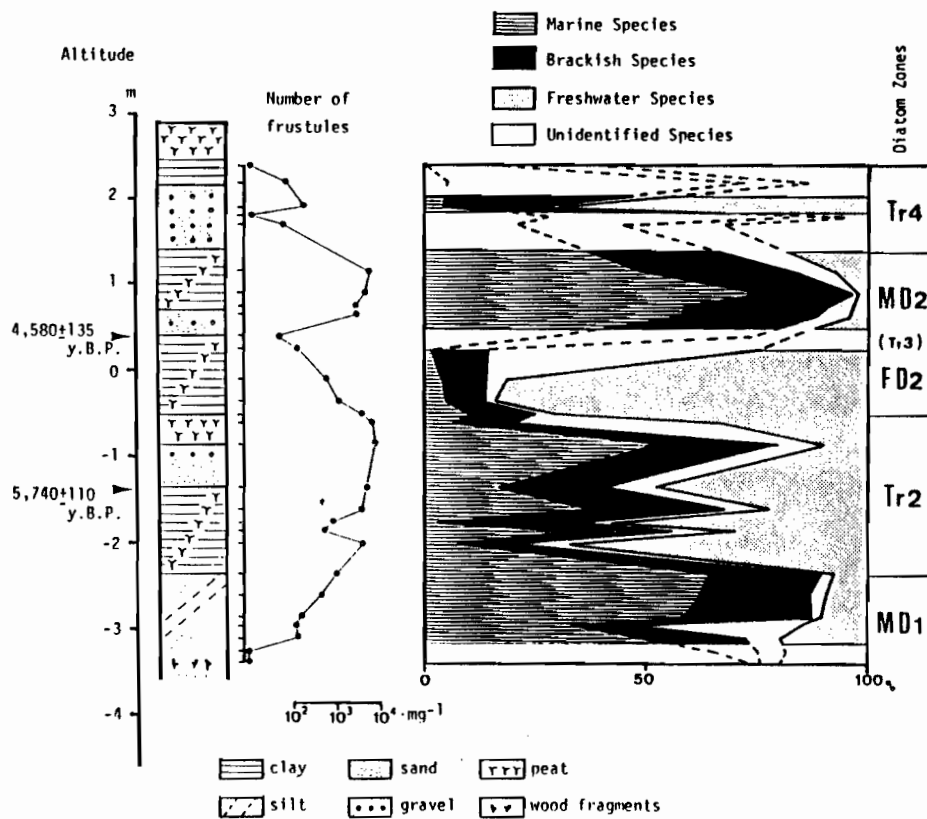 Marine Species
Brackish Species
Freshwater Species
Unidentified Species
Diatom Zones
Altitude
m
Number of
frustules
3
2
1
0
-1
-2
-3
-4
4,580±135
y.B.P.
5,740±110
y.B.P.
Tr4
MD2
(Tr3)
FD2
Tr2
MD1
0 50 100
%
10² 10³ 10⁴ ·mg⁻¹
clay sand peat
silt gravel wood fragments